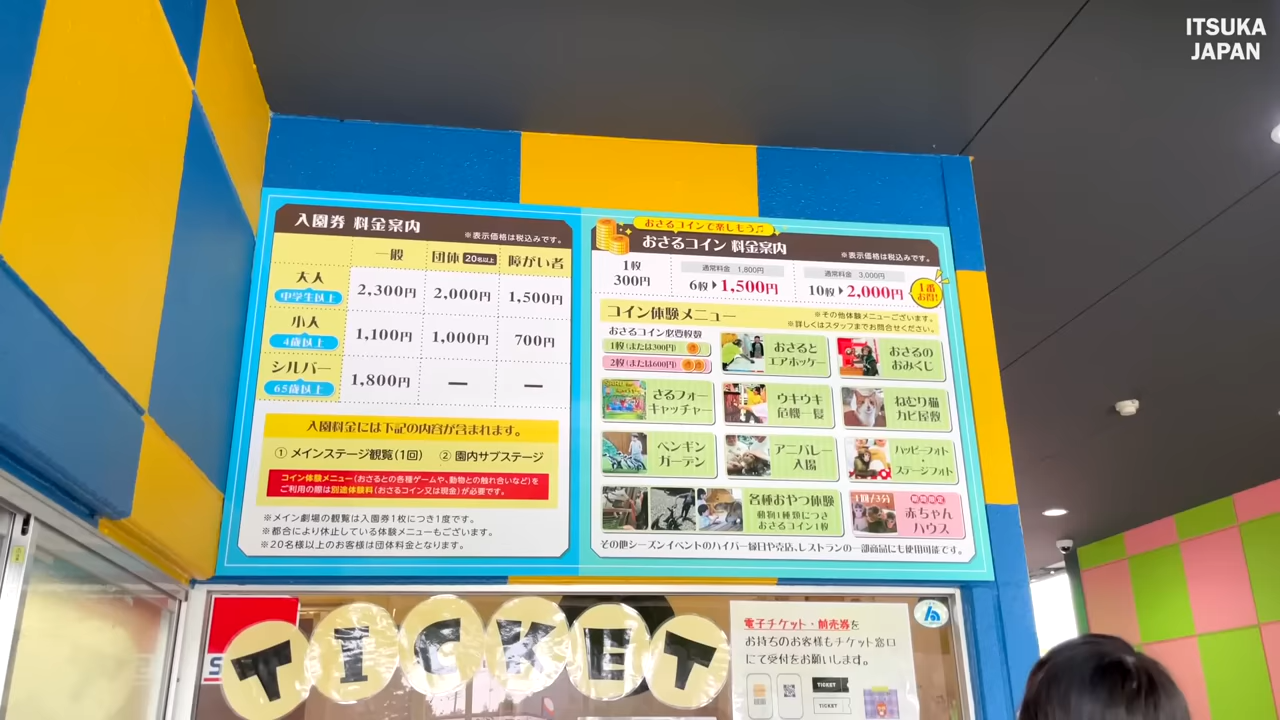 ITSUKA
JAPAN
入園券 料金案内
※表示価格は税込みです。
一般 団体 20名以上 障がい者
大人
中学生以上
2,300円 2,000円 1,500円
小人
4歳以上
1,100円 1,000円 700円
シルバー
65歳以上
1,800円 ー ー
入園料金には下記の内容が含まれます。
① メインステージ観覧(1回) ② 園内サブステージ
コイン体験メニュー(おさるとの各種ゲームや、動物との触れ合いなど)を
ご利用の際は別途体験料(おさるコイン又は現金)が必要です。
※メイン劇場の観覧は入園券1枚につき1度です。
※都合により休止している体験メニューもございます。
※20名様以上のお客様は団体料金となります。
おさるコインで楽しもう♫
おさるコイン 料金案内
※表示価格は税込みです。
1枚
300円
通常料金 1,800円
6枚▶1,500円
通常料金 3,000円
10枚▶2,000円
1番
お得!
コイン体験メニュー
※その他体験メニューございます。
※詳しくはスタッフまでお問合せください。
おさるコイン必要枚数
1枚(または300円)
2枚(または600円)
おさると
エアホッケー
おさるの
おみくじ
さるフォー
キャッチャー
ウキウキ
危機一髪
ねむり猫
カピ屋敷
ペンギン
ガーデン
アニバレー
入場
ハッピーフォト・
ステージフォト
各種おやつ体験
動物1種類につき
おさるコイン1枚
1回/3分
期間限定
赤ちゃん
ハウス
その他シーズンイベントのハイパー縁日や売店、レストランの一部商品にも使用可能です。
TICKET
電子チケット・前売券を
お持ちのお客様もチケット窓口
にて受付をお願いします。
TICKET
TICKET